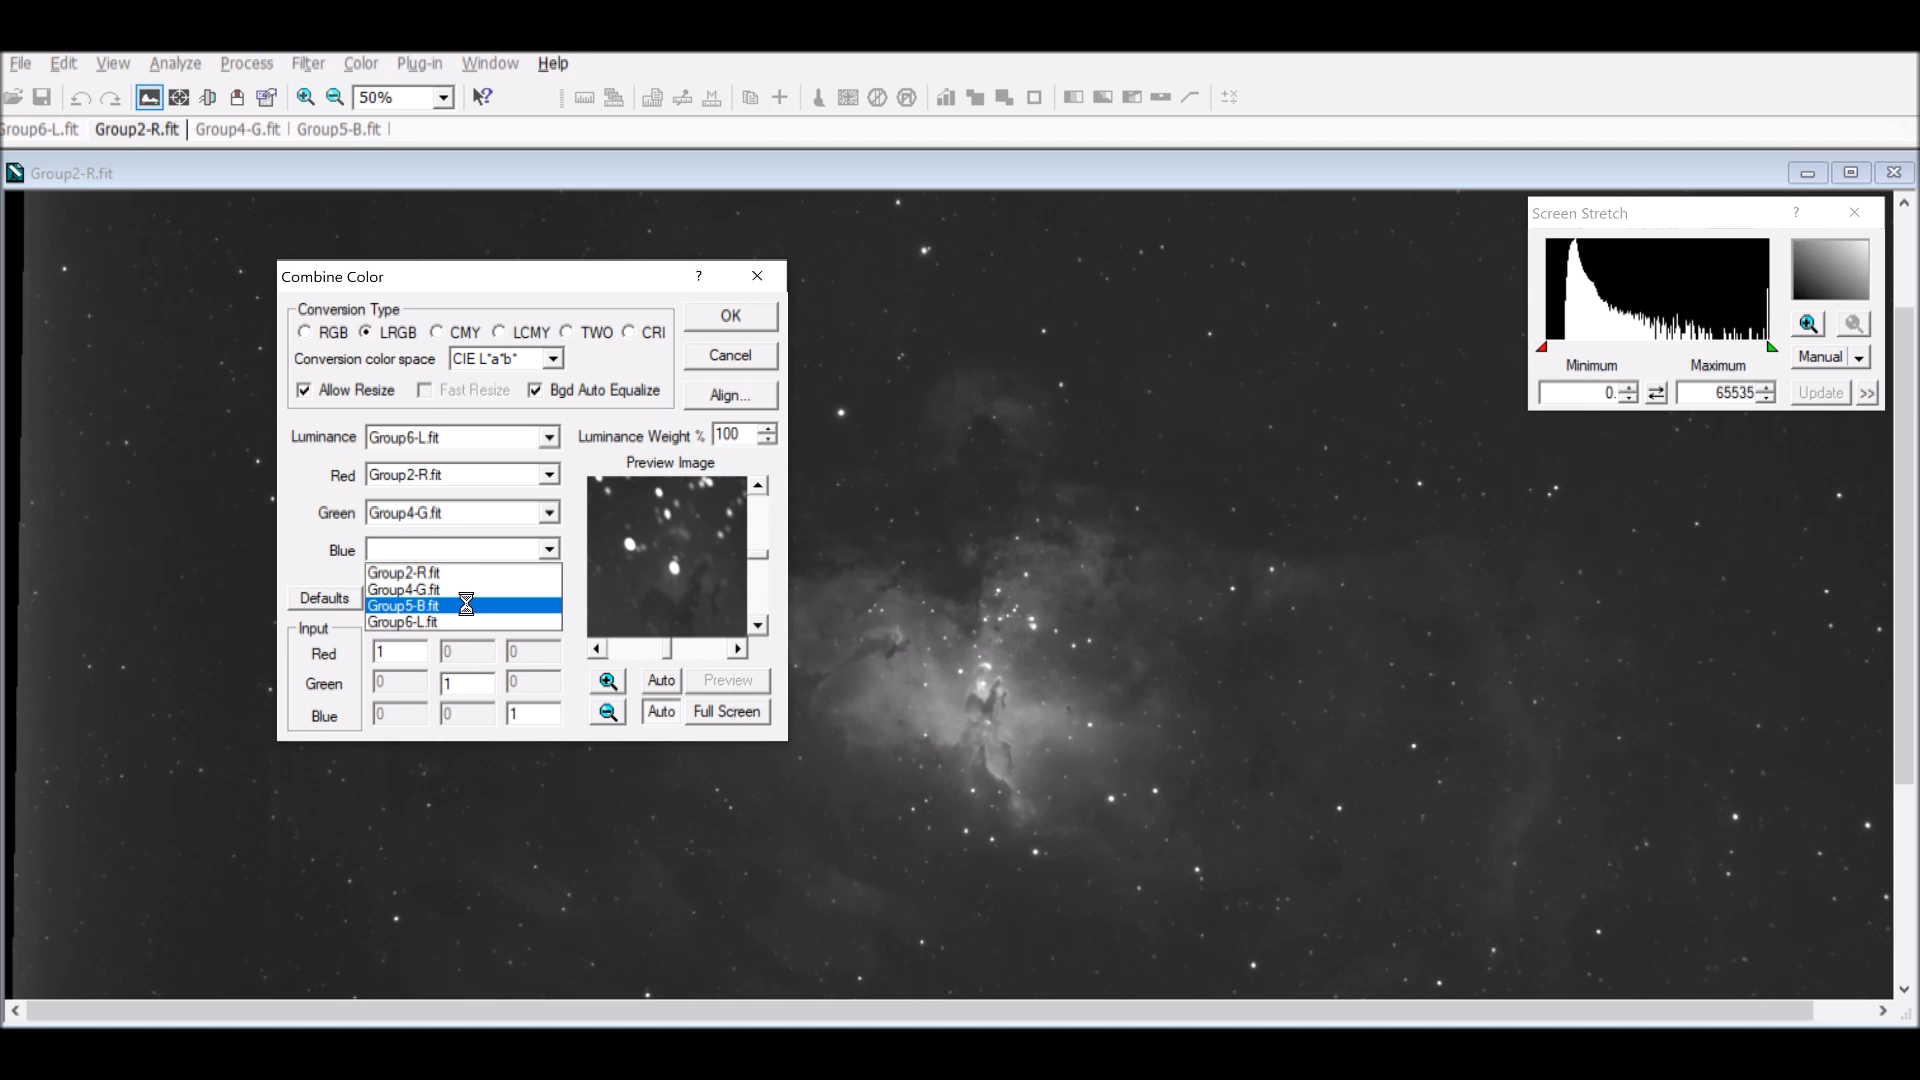 File Edit View Analyze Process Filter Color Plug-in Window Help
50%
Group6-L.fit Group2-R.fit Group4-G.fit Group5-B.fit
Group2-R.fit
Screen Stretch ?
Minimum Maximum Manual
0. 65535 Update >>
Combine Color ?
Conversion Type
RGB LRGB CMY LCMY TWO CRI
OK
Conversion color space CIE L*a*b*
Cancel
Allow Resize Fast Resize Bgd Auto Equalize
Align...
Luminance Group6-L.fit Luminance Weight % 100
Preview Image
Red Group2-R.fit
Green Group4-G.fit
Blue
Group2-R.fit
Group4-G.fit
Group5-B.fit
Group6-L.fit
Defaults
Input
Red 1 0 0
Green 0 1 0
Blue 0 0 1
Auto Preview
Auto Full Screen